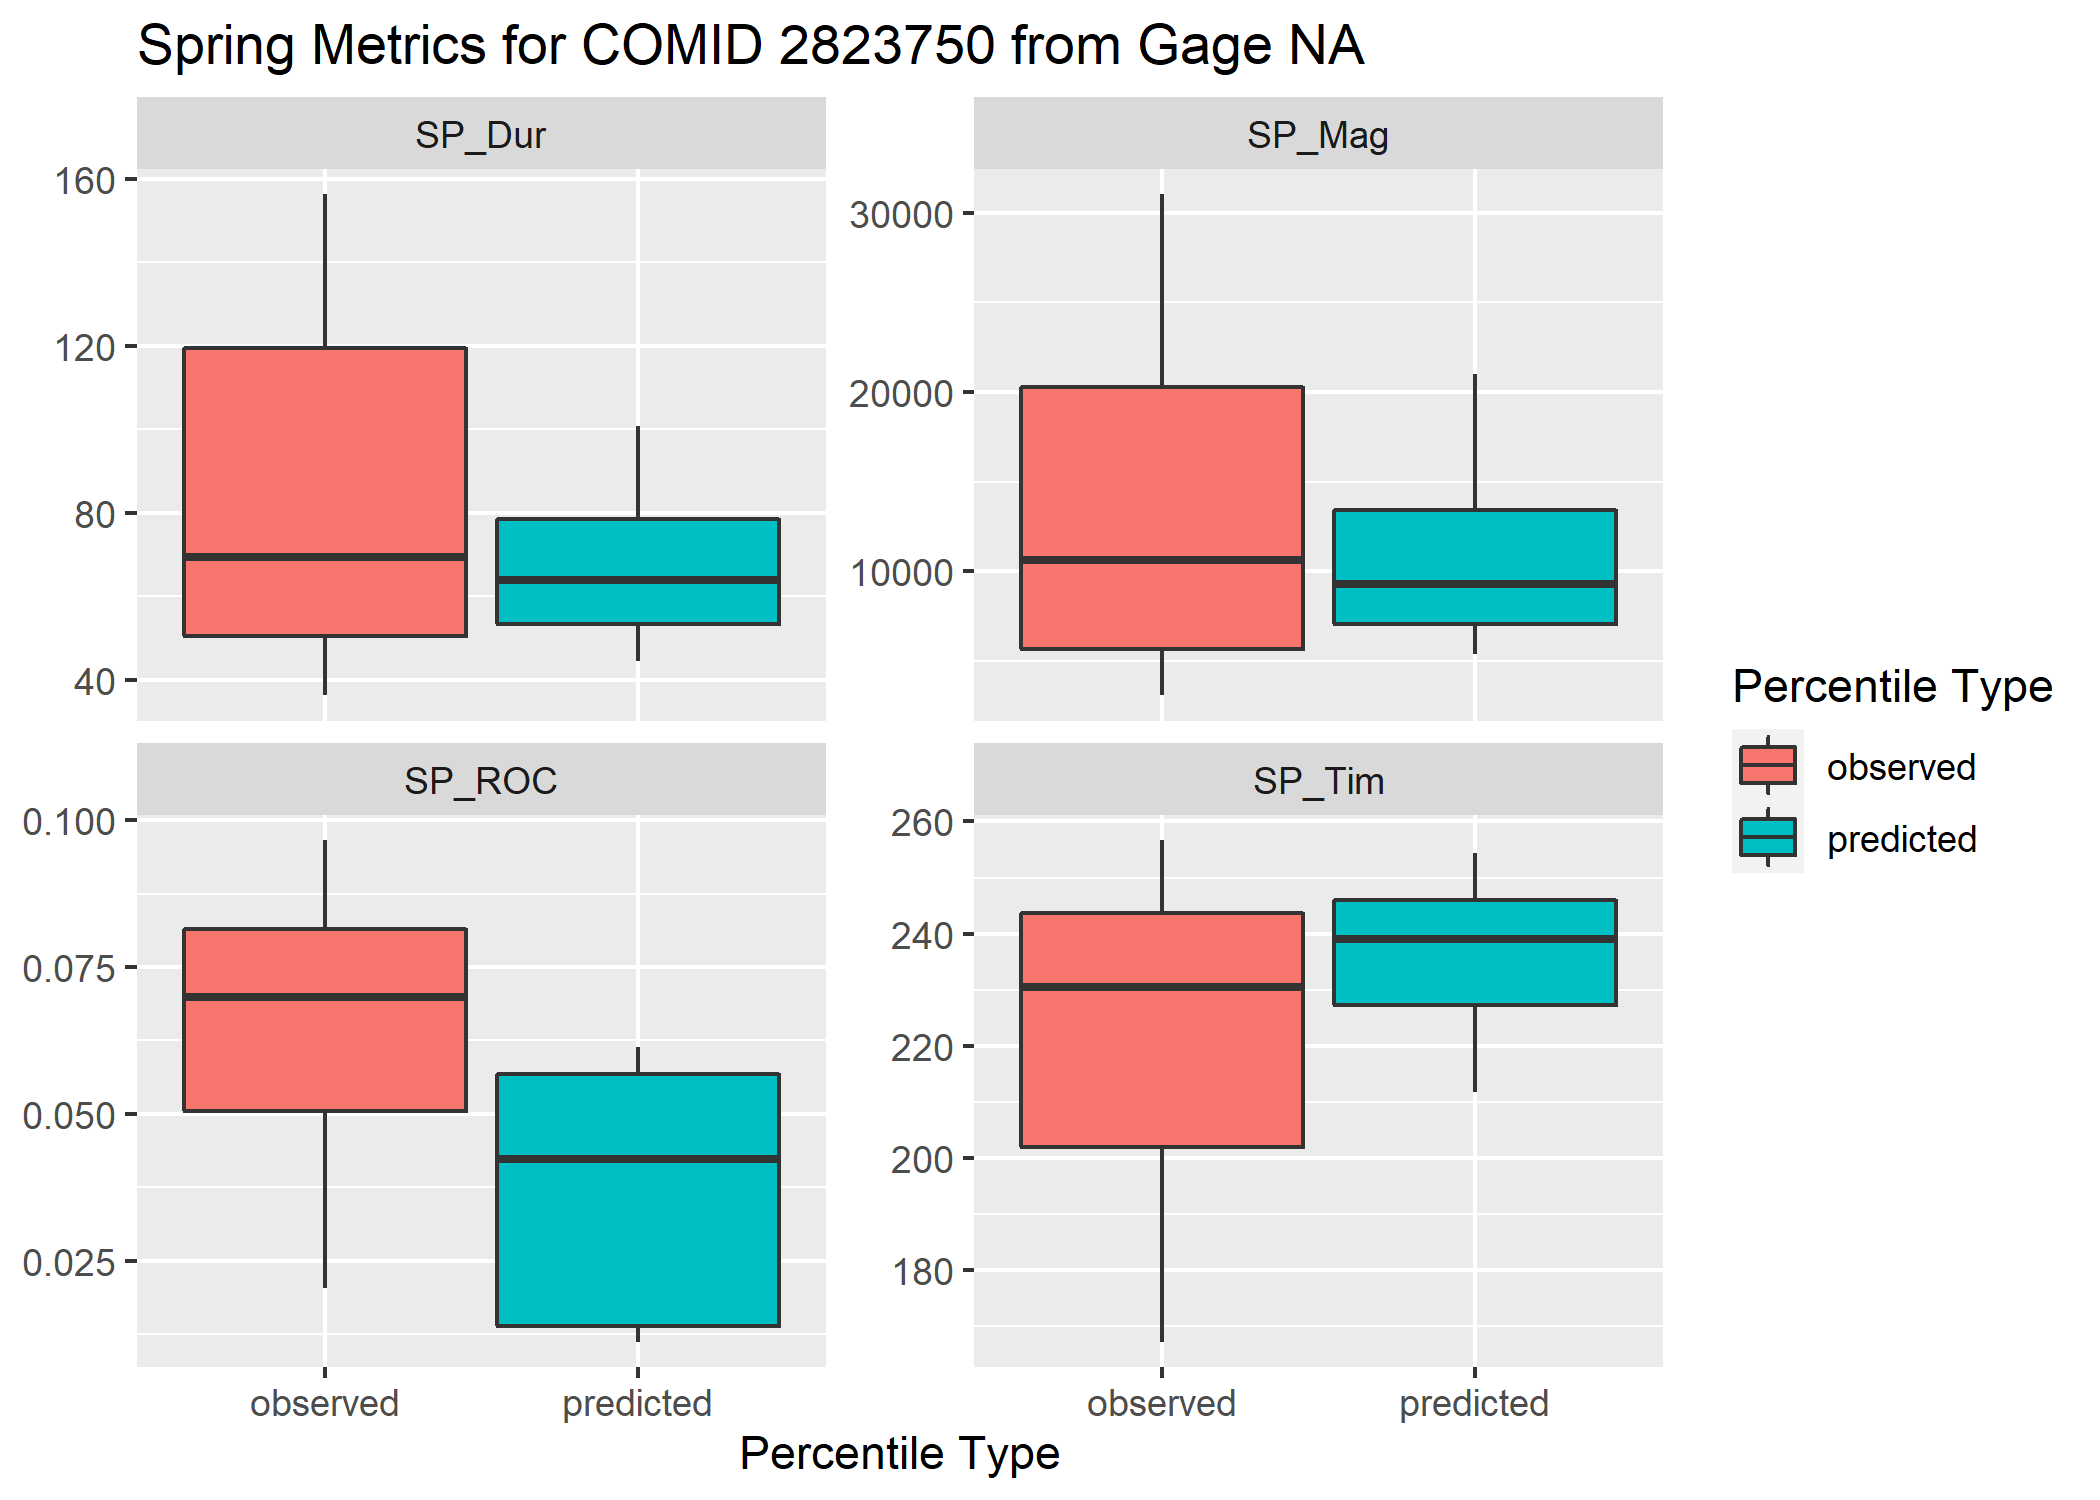 Spring Metrics for COMID 2823750 from Gage NA
SP_Dur
160
120
80
40
SP_Mag
30000
20000
10000
SP_ROC
0.100
0.075
0.050
0.025
observed
predicted
SP_Tim
260
240
220
200
180
observed
predicted
Percentile Type
Percentile Type
observed
predicted